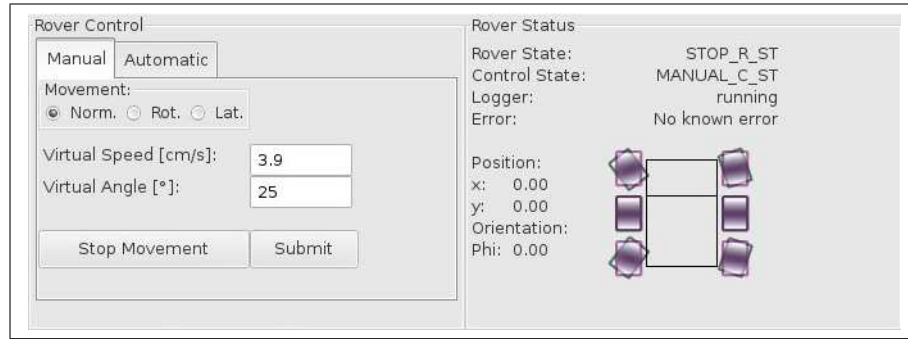 Rover Control
Manual
Automatic
Movement:
Norm. Rot. Lat.
Virtual Speed [cm/s]: 3.9
Virtual Angle [°]: 25
Stop Movement
Submit
Rover Status
Rover State: STOP_R_ST
Control State: MANUAL_C_ST
Logger: running
Error: No known error
Position:
x: 0.00
y: 0.00
Orientation:
Phi: 0.00